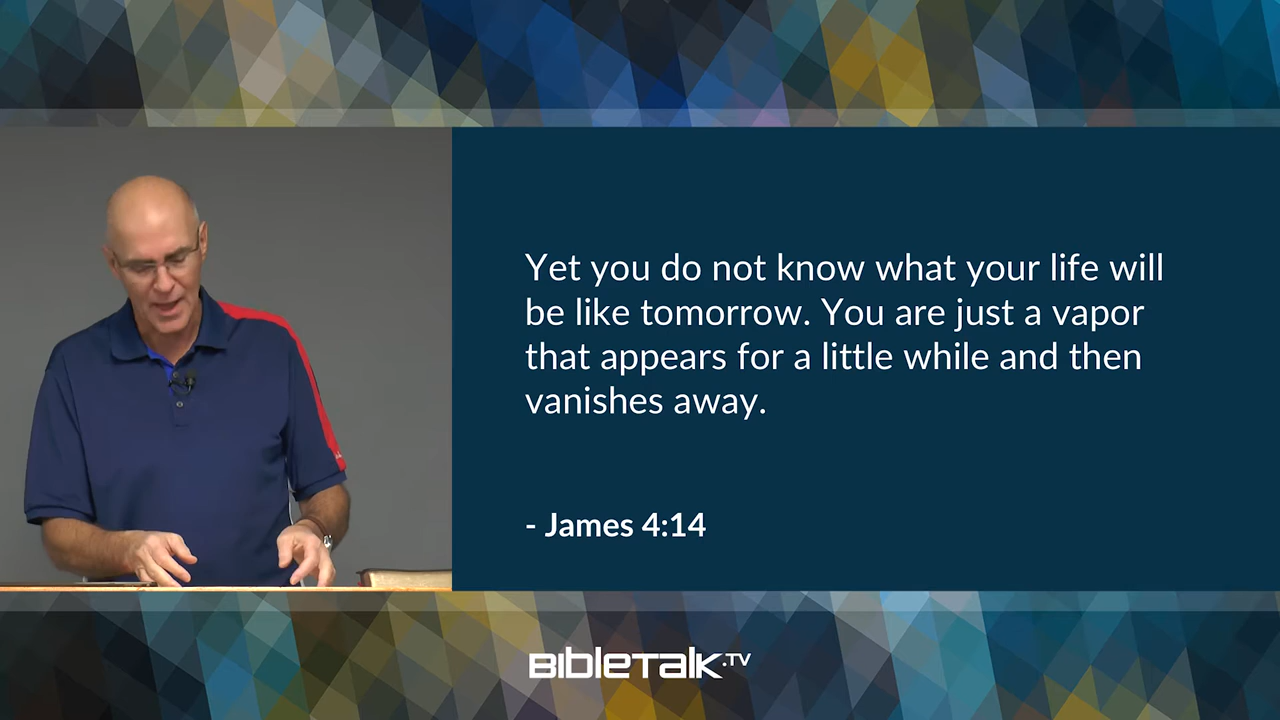 Yet you do not know what your life will
be like tomorrow. You are just a vapor
that appears for a little while and then
vanishes away.
- James 4:14
BIBLETALK.TV